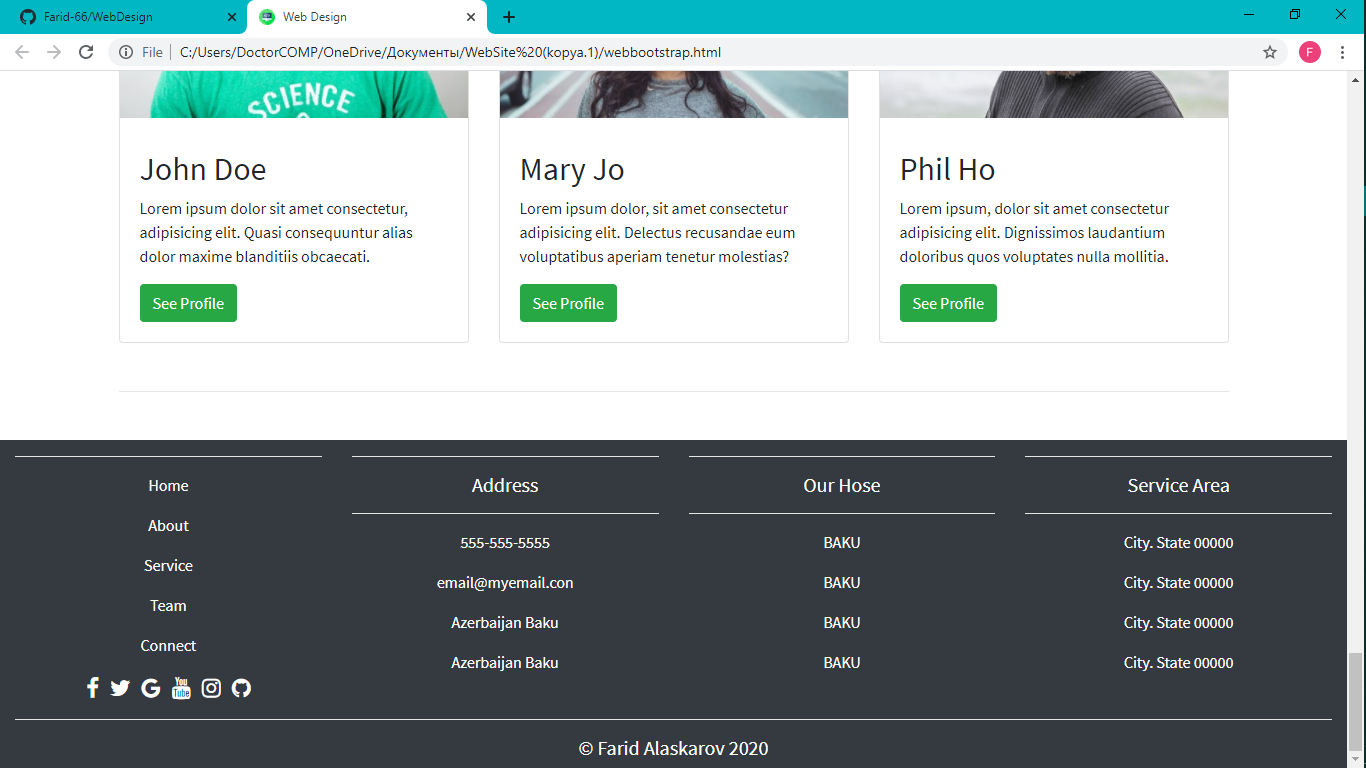 Farid-66/WebDesign
Web Design
File
C:/Users/DoctorCOMP/OneDrive/Документы/WebSite%20(kopya.1)/webbootstrap.html
F
SCIENCE
John Doe
Lorem ipsum dolor sit amet consectetur,
adipisicing elit. Quasi consequuntur alias
dolor maxime blanditiis obcaecati.
See Profile
Mary Jo
Lorem ipsum dolor, sit amet consectetur
adipisicing elit. Delectus recusandae eum
voluptatibus aperiam tenetur molestias?
See Profile
Phil Ho
Lorem ipsum, dolor sit amet consectetur
adipisicing elit. Dignissimos laudantium
doloribus quos voluptates nulla mollitia.
See Profile
Home
About
Service
Team
Connect
You
Tube
Address
555-555-5555
email@myemail.con
Azerbaijan Baku
Azerbaijan Baku
Our Hose
BAKU
BAKU
BAKU
BAKU
Service Area
City. State 00000
City. State 00000
City. State 00000
City. State 00000
© Farid Alaskarov 2020